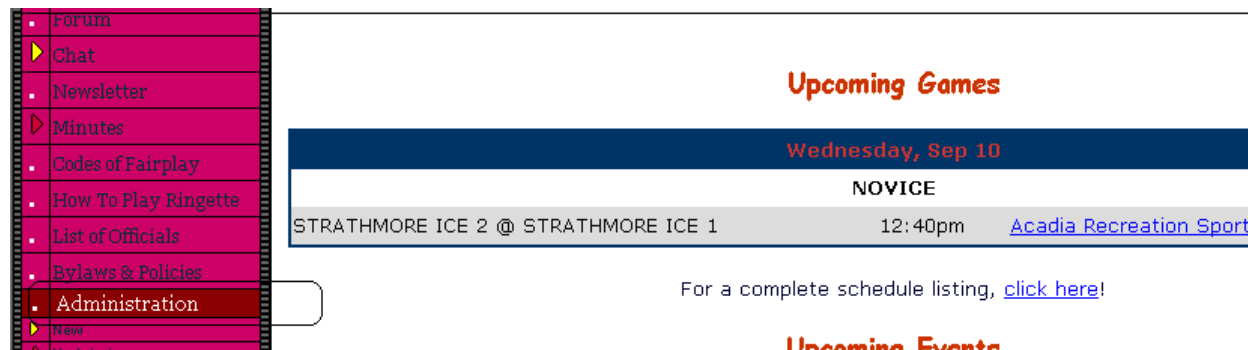 Forum
Chat
Newsletter
Minutes
Codes of Fairplay
How To Play Ringette
List of Officials
Bylaws & Policies
Administration
New
Upcoming Games
Wednesday, Sep 10
NOVICE
STRATHMORE ICE 2 @ STRATHMORE ICE 1 12:40pm Acadia Recreation Sport
For a complete schedule listing, click here!
Upcoming Events